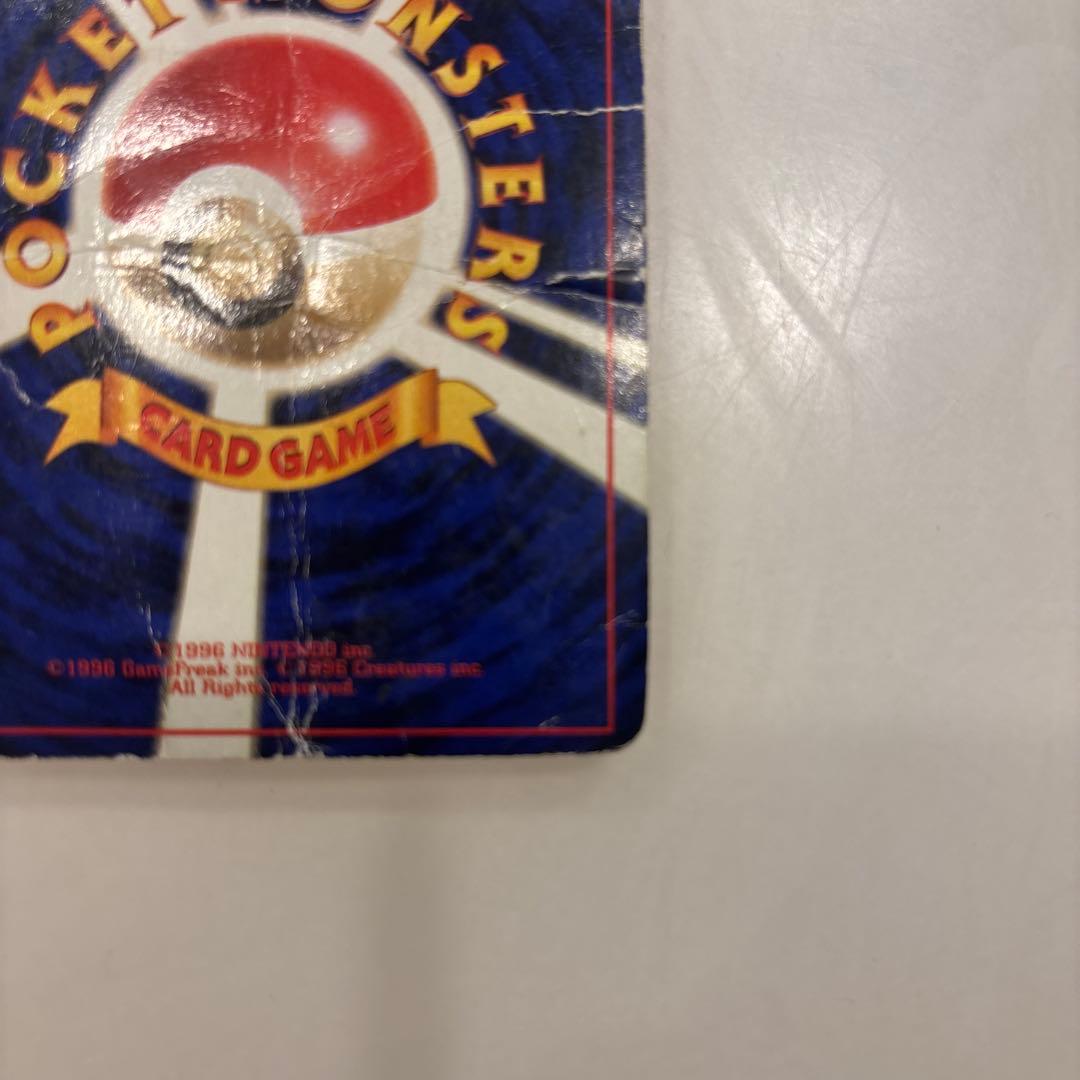 POCKET MONSTERS
CARD GAME
©1996 NINTENDO inc.
©1996 GameFreak inc. ©1996 Creatures inc.
All Rights reserved.